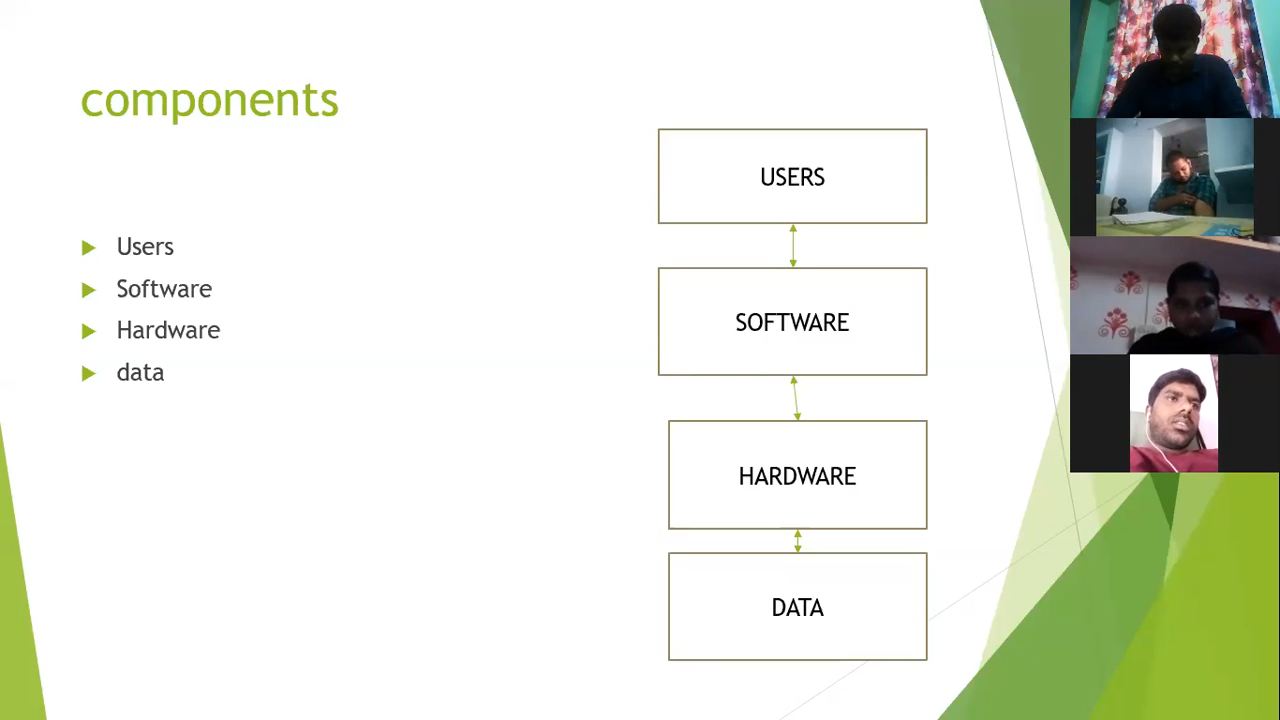 components
Users
Software
Hardware
data
USERS
SOFTWARE
HARDWARE
DATA